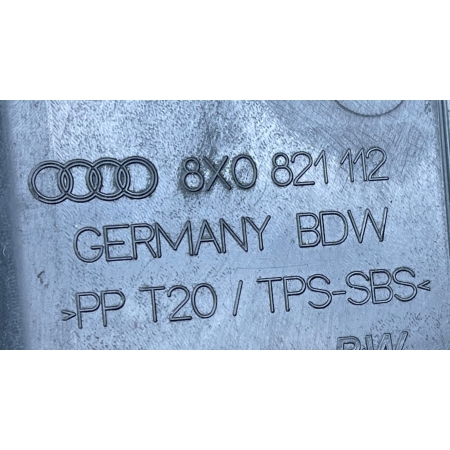 8X0 821 112
GERMANY BDW
>PP T20 / TPS-SBS<